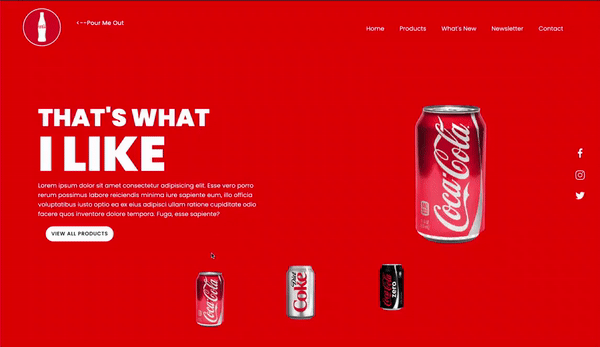 <--Pour Me Out
Home
Products
What's New
Newsletter
Contact
THAT'S WHAT
I LIKE
Lorem ipsum dolor sit amet consectetur adipisicing elit. Esse vero porro
rerum possimus labore reiciendis minima iure sapiente eum, illo officia
voluptatibus iusto optio ea ex eius adipisci ullam ratione cupiditate odio
facere quos inventore dolore tempora. Fuga, esse sapiente?
VIEW ALL PRODUCTS
Coca-Cola
Coca-Cola
Diet
Coke
Coca-Cola
zero